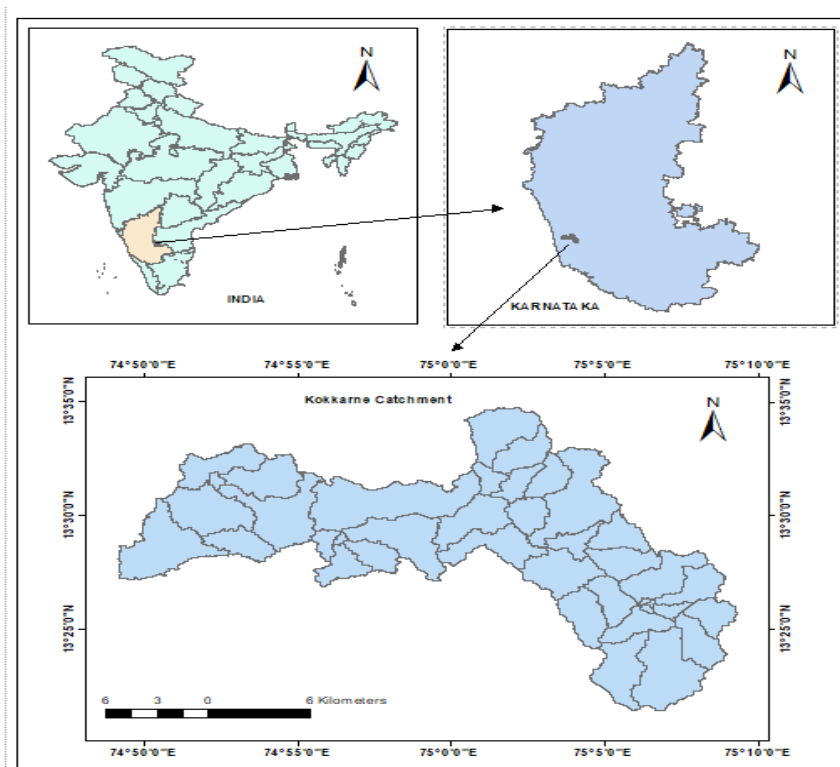 N
N
INDIA
KARNATAKA
74°50'0"E 74°55'0"E 75°0'0"E 75°5'0"E 75°10'0"E
Kokkarne Catchment
N
13°35'0"N 13°35'0"N
13°30'0"N 13°30'0"N
13°25'0"N 13°25'0"N
6 3 0 6 Kilometers
74°50'0"E 74°55'0"E 75°0'0"E 75°5'0"E 75°10'0"E